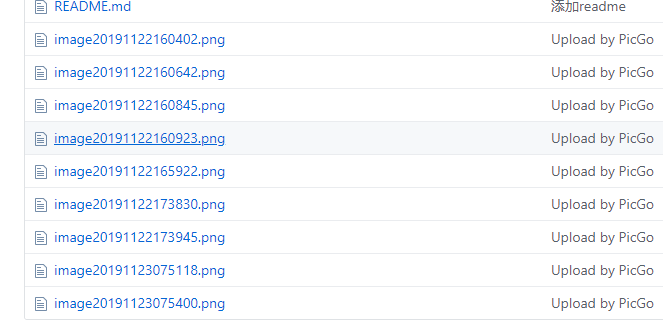 README.md 添加readme
image20191122160402.png Upload by PicGo
image20191122160642.png Upload by PicGo
image20191122160845.png Upload by PicGo
image20191122160923.png Upload by PicGo
image20191122165922.png Upload by PicGo
image20191122173830.png Upload by PicGo
image20191122173945.png Upload by PicGo
image20191123075118.png Upload by PicGo
image20191123075400.png Upload by PicGo